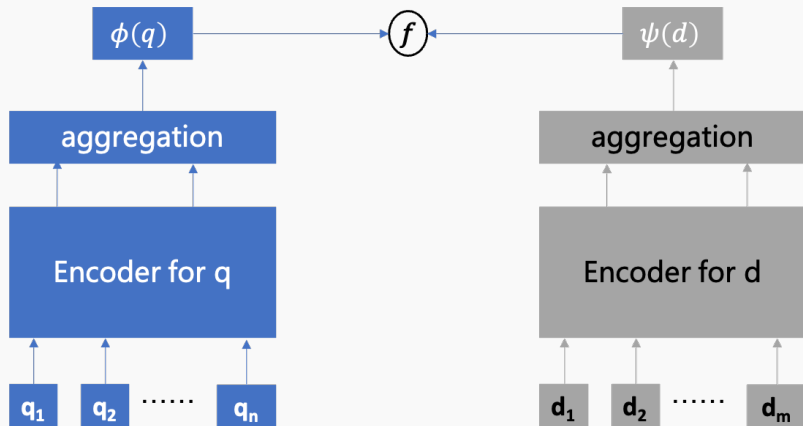 ϕ(q) f ψ(d)
aggregation aggregation
Encoder for q Encoder for d
q₁ q₂ ...... qₙ d₁ d₂ ...... dₘ